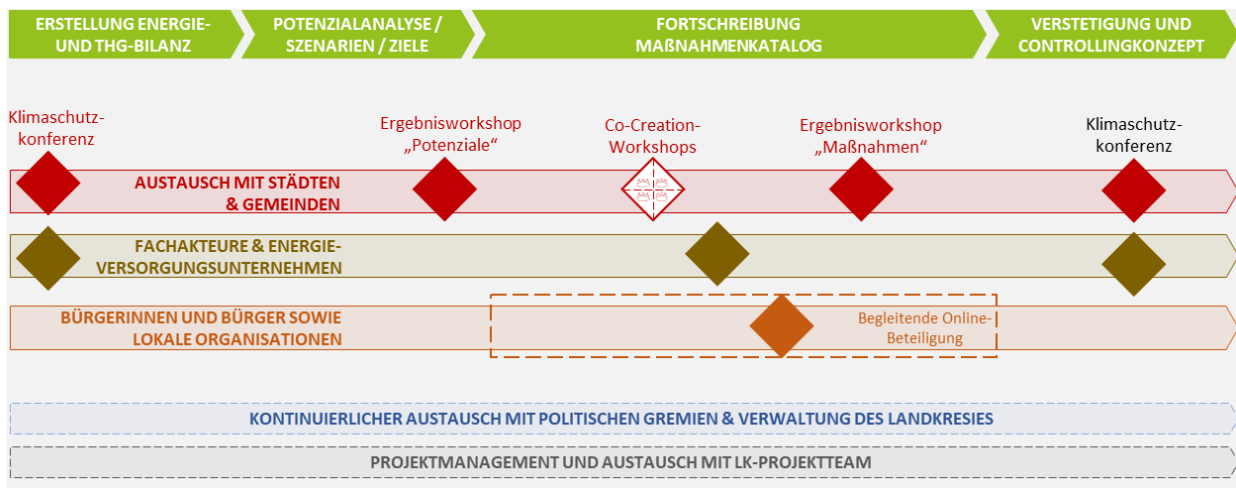 ERSTELLUNG ENERGIE-
UND THG-BILANZ
POTENZIALANALYSE /
SZENARIEN / ZIELE
FORTSCHREIBUNG
MAßNAHMENKATALOG
VERSTETIGUNG UND
CONTROLLINGKONZEPT
Klimaschutz-
konferenz
Ergebnisworkshop
„Potenziale“
Co-Creation-
Workshops
Ergebnisworkshop
„Maßnahmen“
Klimaschutz-
konferenz
AUSTAUSCH MIT STÄDTEN
& GEMEINDEN
FACHAKTEURE & ENERGIE-
VERSORGUNGSUNTERNEHMEN
BÜRGERINNEN UND BÜRGER SOWIE
LOKALE ORGANISATIONEN
Begleitende Online-
Beteiligung
KONTINUIERLICHER AUSTAUSCH MIT POLITISCHEN GREMIEN & VERWALTUNG DES LANDKRESIES
PROJEKTMANAGEMENT UND AUSTAUSCH MIT LK-PROJEKTTEAM